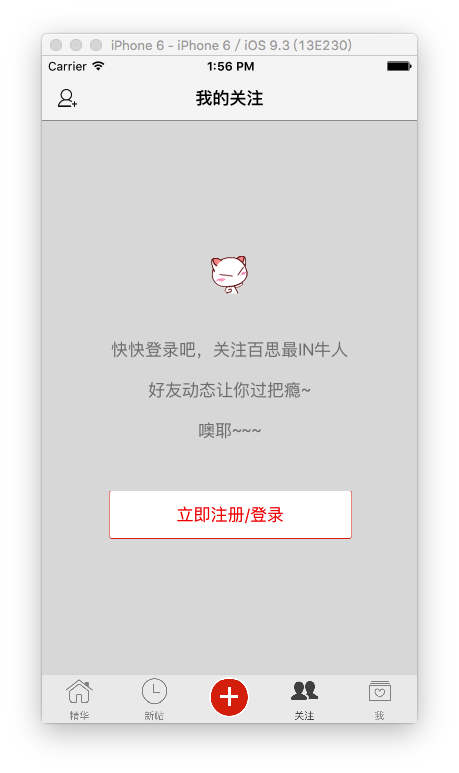 iPhone 6 - iPhone 6 / iOS 9.3 (13E230)
Carrier 1:56 PM
我的关注
快快登录吧，关注百思最IN牛人
好友动态让你过把瘾~
噢耶~~~
立即注册/登录
精华 新帖 关注 我